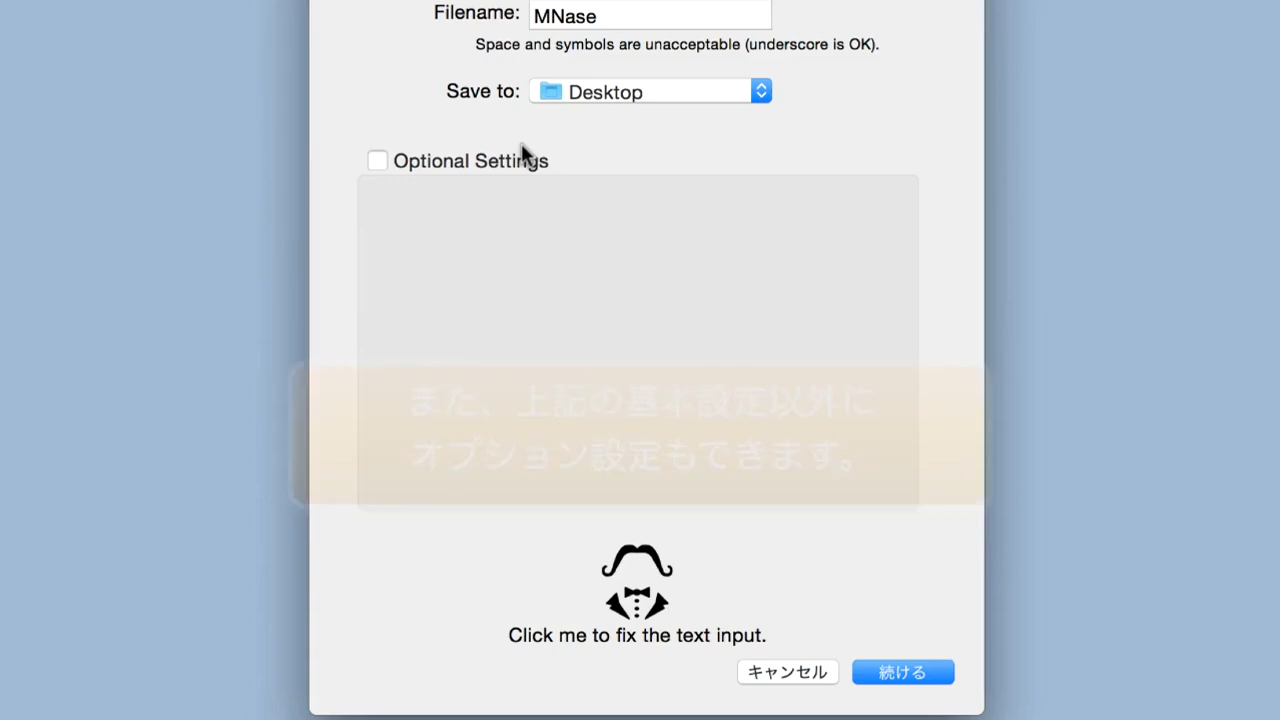 Filename: MNase
Space and symbols are unacceptable (underscore is OK).
Save to: Desktop
Optional Settings
また、上記の基本設定以外に
オプション設定もできます。
Click me to fix the text input.
キャンセル 続ける